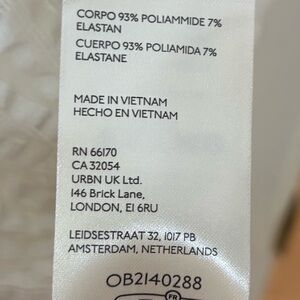 CORPO 93% POLIAMMIDE 7%
ELASTAN
CUERPO 93% POLIAMIDA 7%
ELASTANE
MADE IN VIETNAM
HECHO EN VIETNAM
RN 66170
CA 32054
URBN UK Ltd.
146 Brick Lane,
LONDON, E1 6RU
LEIDSESTRAAT 32, 1017 PB
AMSTERDAM, NETHERLANDS
OB2140288
FR